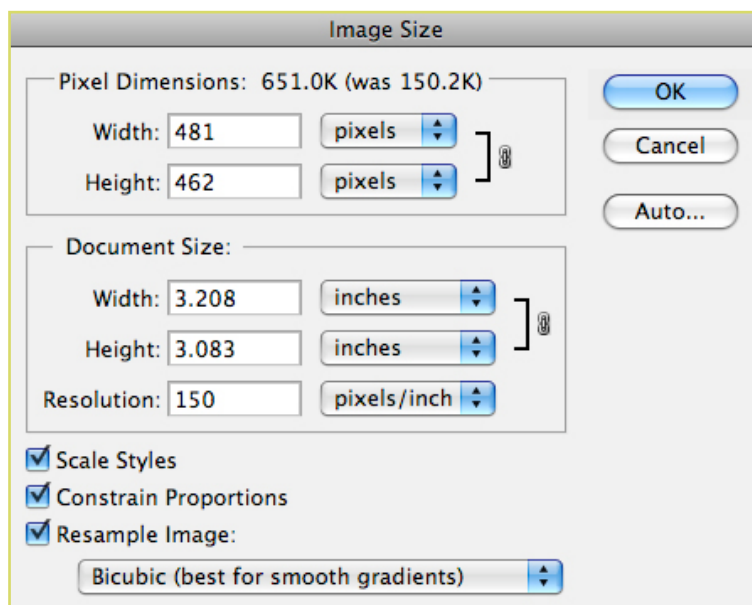 Image Size
Pixel Dimensions: 651.0K (was 150.2K)
Width: 481 pixels
Height: 462 pixels
OK
Cancel
Auto...
Document Size:
Width: 3.208 inches
Height: 3.083 inches
Resolution: 150 pixels/inch
Scale Styles
Constrain Proportions
Resample Image:
Bicubic (best for smooth gradients)